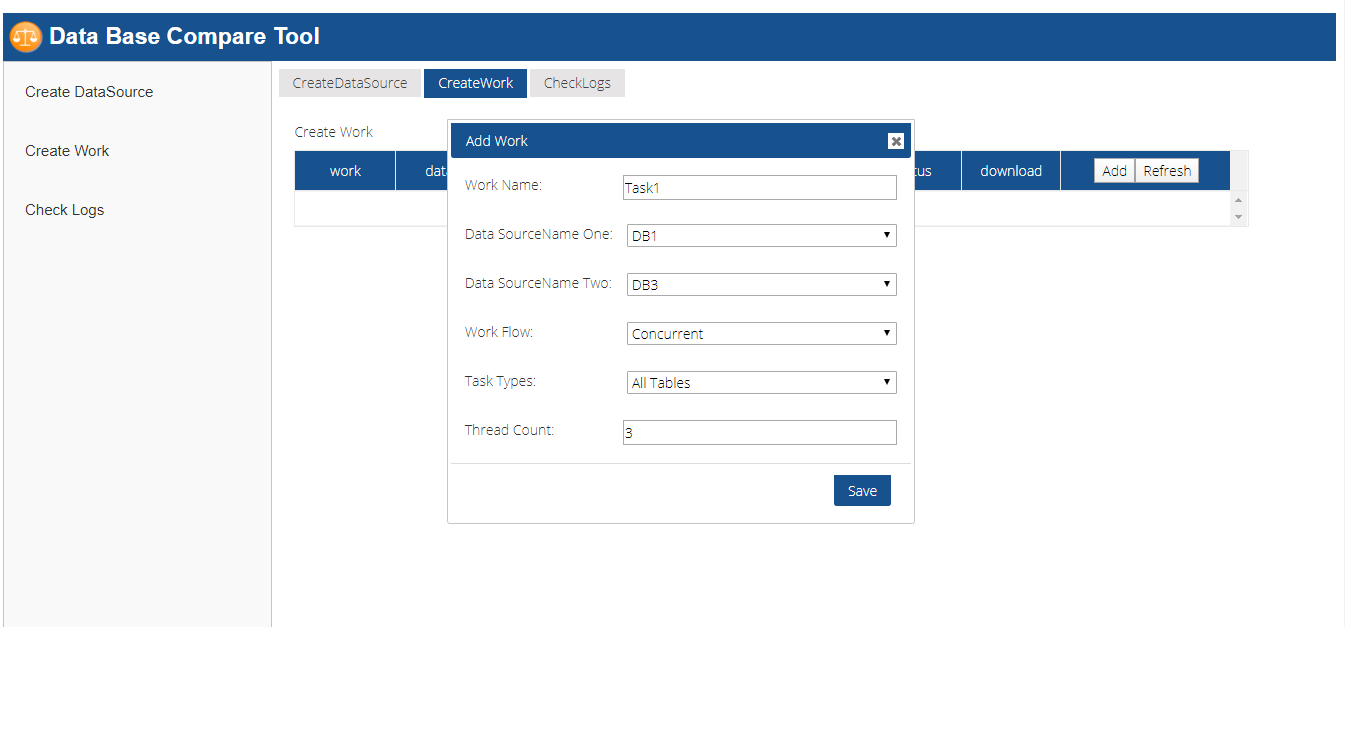 Data Base Compare Tool
Create DataSource
Create Work
Check Logs
CreateDataSource CreateWork CheckLogs
Create Work
work download Add Refresh
Add Work
Work Name: Task1
Data SourceName One: DB1
Data SourceName Two: DB3
Work Flow: Concurrent
Task Types: All Tables
Thread Count: 3
Save